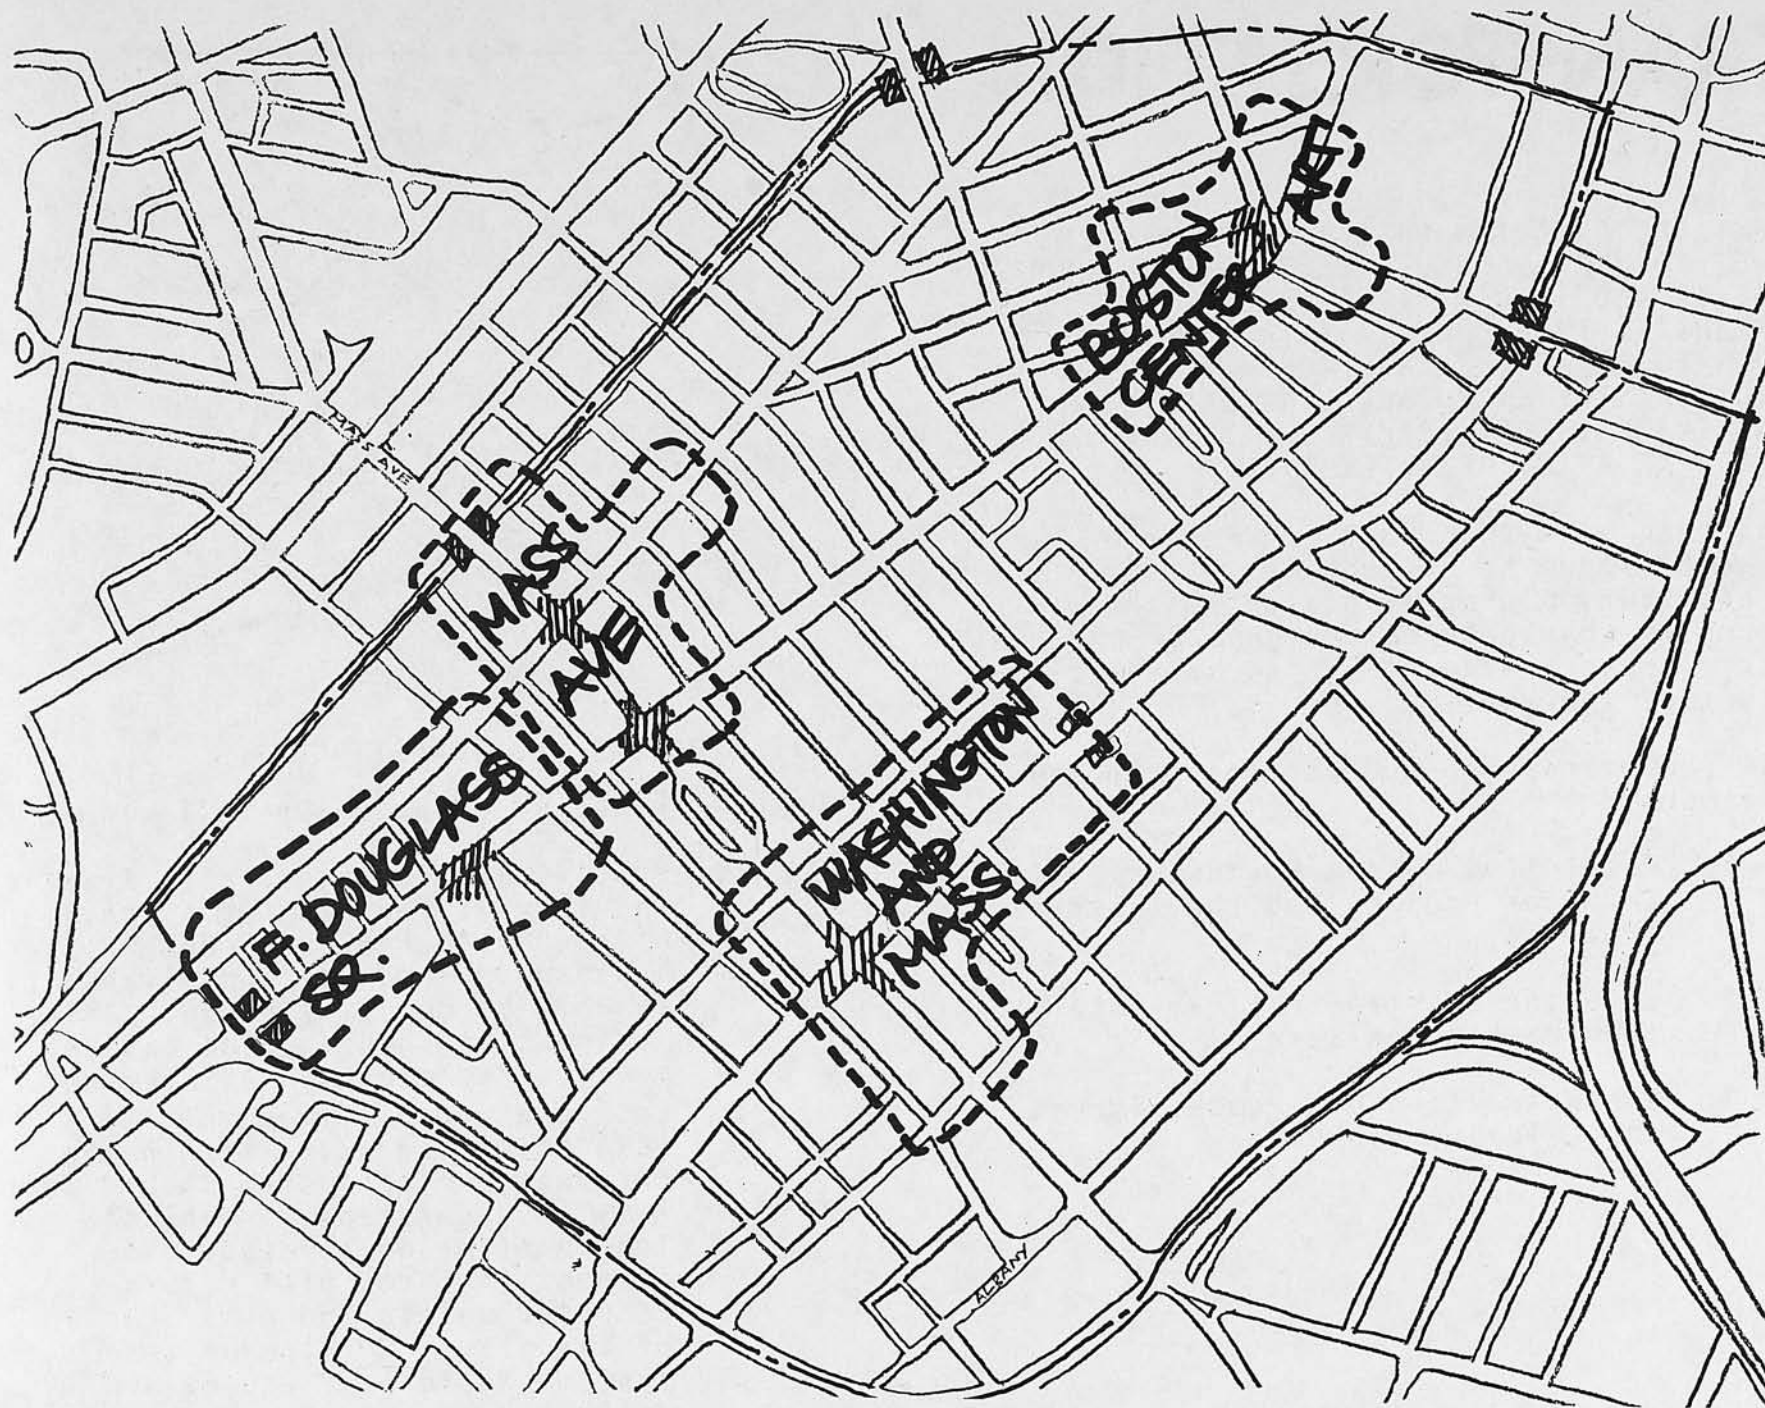 BOSTON
CENTER
ART
MASS AVE
MASS
AVE
F. DOUGLASS
SQ.
WASHINGTON
AND
MASS.
ALBANY